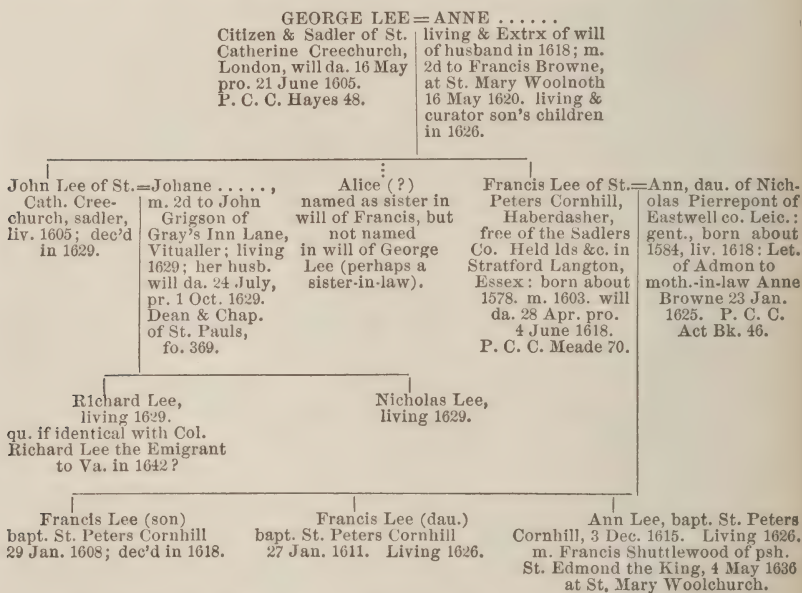 GEORGE LEE = ANNE ......
Citizen & Sadler of St.
Catherine Creechurch,
London, will da. 16 May
pro. 21 June 1605.
P. C. C. Hayes 48.
living & Extrx of will
of husband in 1618; m.
2d to Francis Browne,
at St. Mary Woolnoth
16 May 1620. living &
curator son's children
in 1626.
John Lee of St.=
Cath. Cree-
church, sadler,
liv. 1605; dec'd
in 1629.
Johane .....,
m. 2d to John
Grigson of
Gray's Inn Lane,
Vitualler; living
1629; her husb.
will da. 24 July,
pr. 1 Oct. 1629.
Dean & Chap.
of St. Pauls,
fo. 369.
Alice (?)
named as sister in
will of Francis, but
not named
in will of George
Lee (perhaps a
sister-in-law).
Francis Lee of St.=
Peters Cornhill,
Haberdasher,
free of the Sadlers
Co. Held lds &c. in
Stratford Langton,
Essex: born about
1578. m. 1603. will
da. 28 Apr. pro.
4 June 1618.
P. C. C. Meade 70.
Ann, dau. of Nich-
olas Pierrepont of
Eastwell co. Leic.:
gent., born about
1584, liv. 1618: Let.
of Admon to
moth.-in-law Anne
Browne 23 Jan.
1625. P. C. C.
Act Bk. 46.
Richard Lee,
living 1629.
qu. if identical with Col.
Richard Lee the Emigrant
to Va. in 1642?
Nicholas Lee,
living 1629.
Francis Lee (son)
bapt. St. Peters Cornhill
29 Jan. 1608; dec'd in 1618.
Francis Lee (dau.)
bapt. St. Peters Cornhill
27 Jan. 1611. Living 1626.
Ann Lee, bapt. St. Peters
Cornhill, 3 Dec. 1615. Living 1626.
m. Francis Shuttlewood of psh.
St. Edmond the King, 4 May 1636
at St. Mary Woolchurch.